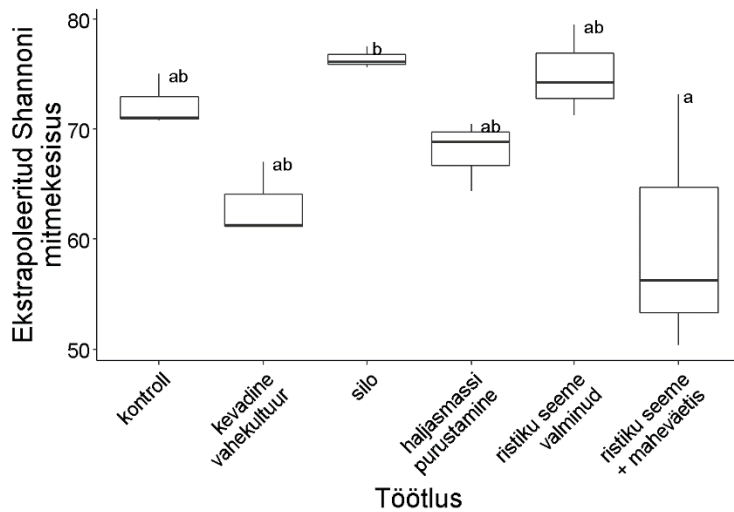 Ekstrapoleeritud Shannoni
mitmekesisus
80
70
60
50
ab
ab
b
ab
ab
a
kontroll
kevadine
vahekultuur
silo
haljasmassi
purustamine
ristiku seeme
valminud
ristiku seeme
+ maheväetis
Töötlus